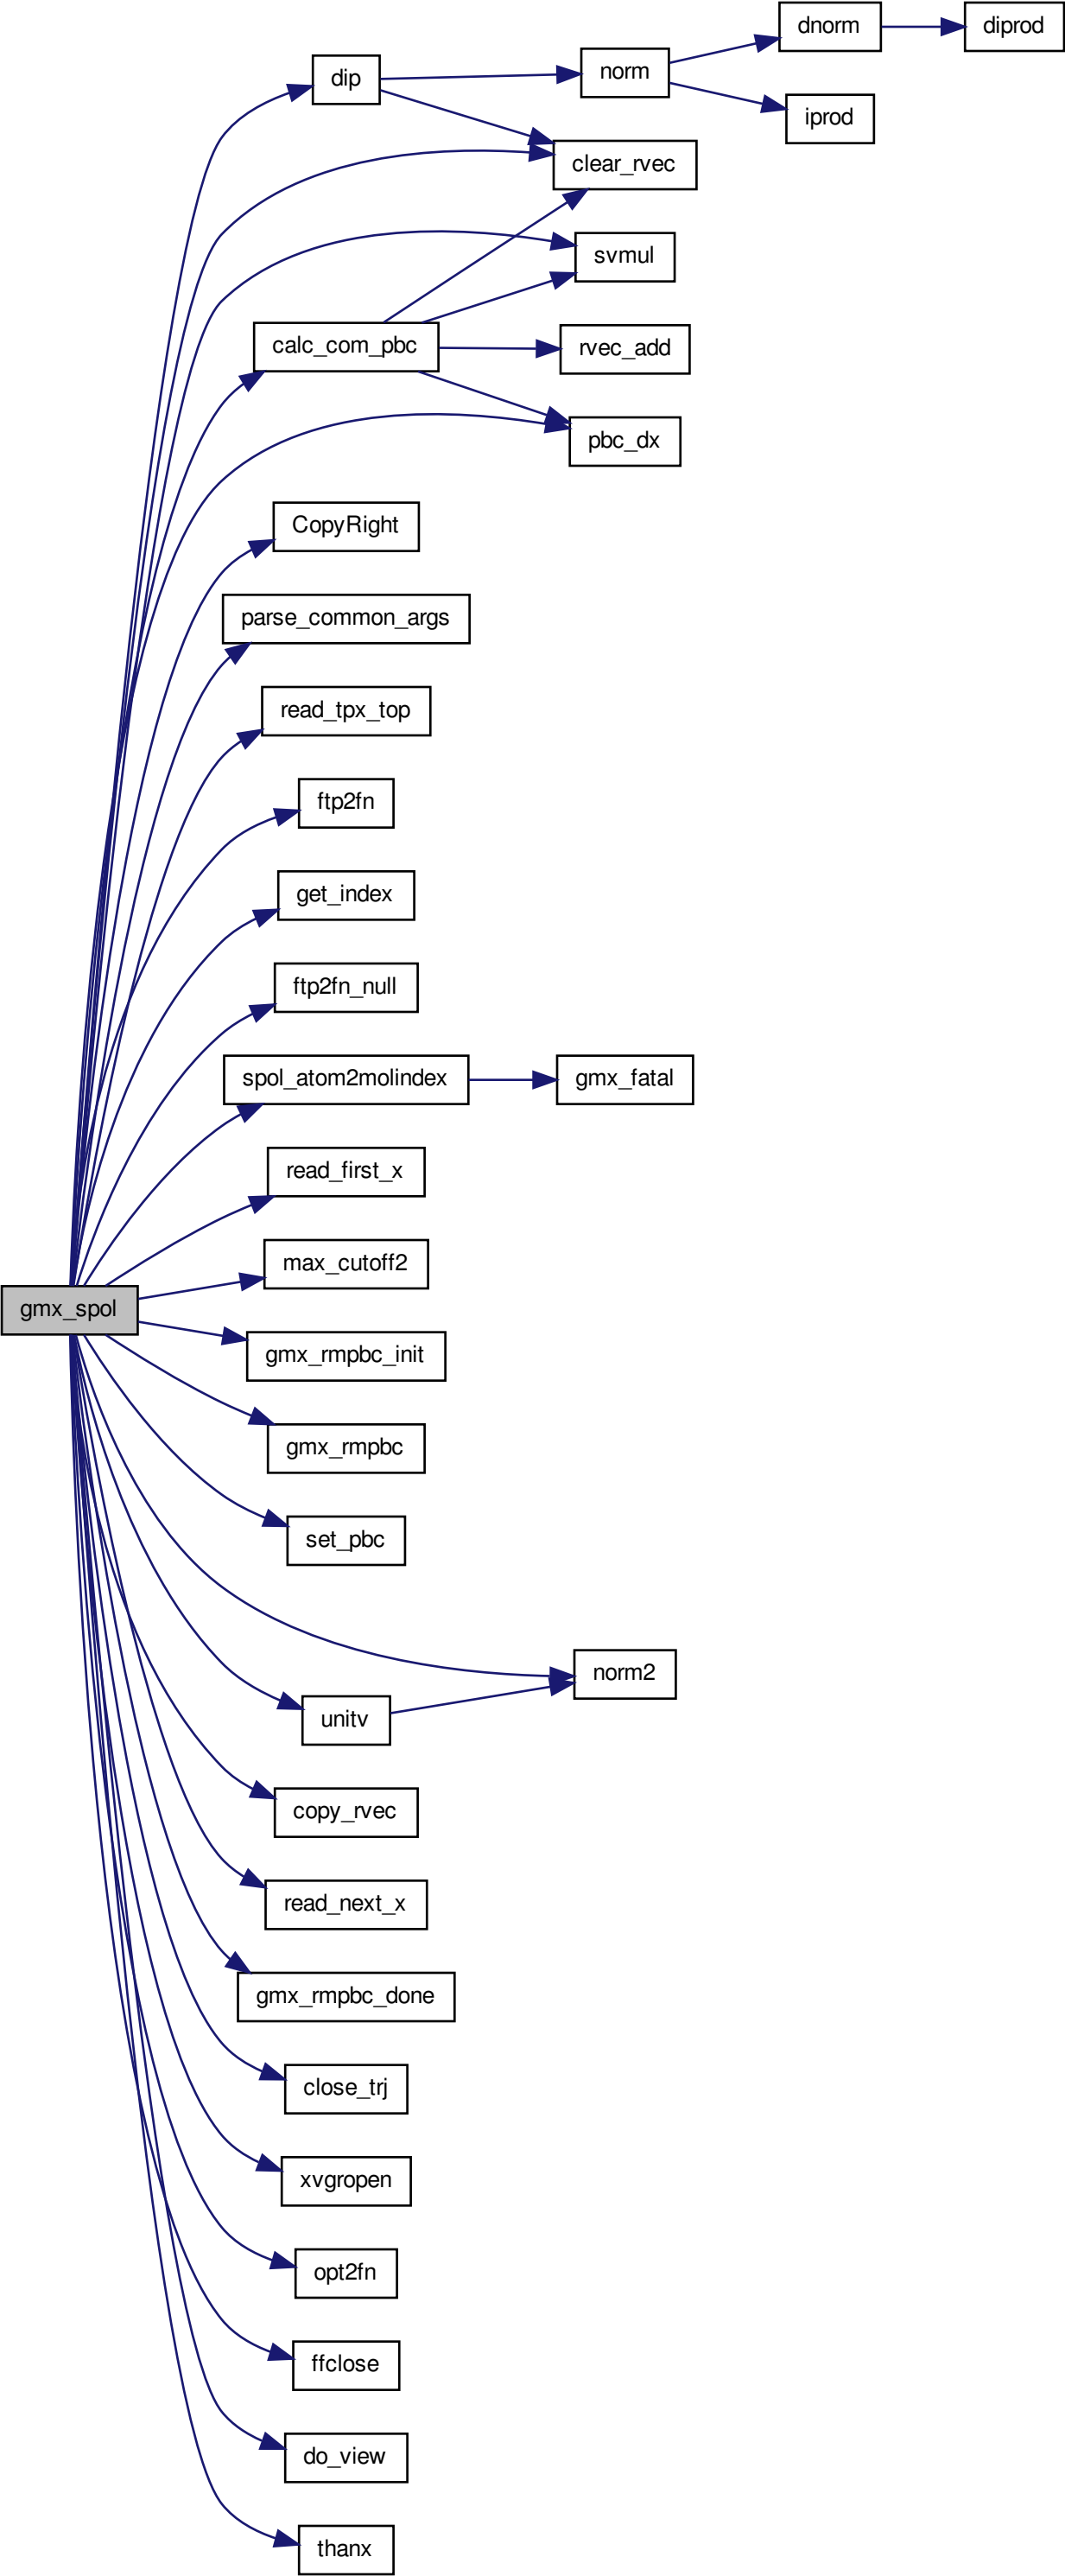 dnorm
diprod
dip
norm
iprod
clear_rvec
svmul
calc_com_pbc
rvec_add
pbc_dx
CopyRight
parse_common_args
read_tpx_top
ftp2fn
get_index
ftp2fn_null
spol_atom2molindex
gmx_fatal
read_first_x
max_cutoff2
gmx_spol
gmx_rmpbc_init
gmx_rmpbc
set_pbc
norm2
unitv
copy_rvec
read_next_x
gmx_rmpbc_done
close_trj
xvgropen
opt2fn
ffclose
do_view
thanx